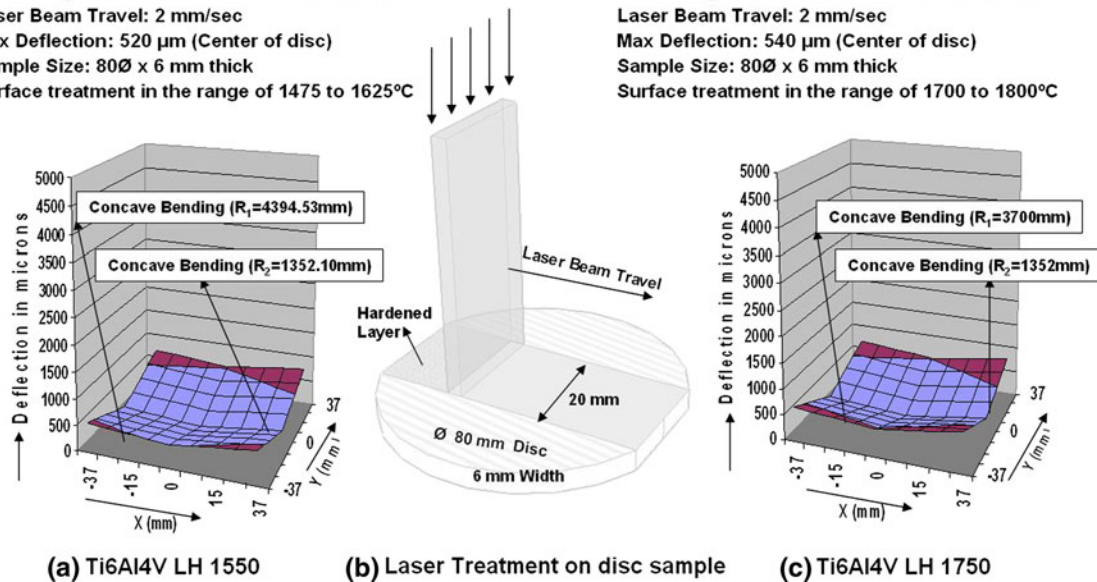 Laser Beam Travel: 2 mm/sec
Max Deflection: 520 µm (Center of disc)
Sample Size: 80Ø x 6 mm thick
Surface treatment in the range of 1475 to 1625ºC
Laser Beam Travel: 2 mm/sec
Max Deflection: 540 µm (Center of disc)
Sample Size: 80Ø x 6 mm thick
Surface treatment in the range of 1700 to 1800ºC
Deflection in microns
5000
4500
4000
3500
3000
2500
2000
1500
1000
500
0
Concave Bending (R1=4394.53mm)
Concave Bending (R2=1352.10mm)
-37
-15
0
15
37
X (mm)
-37
0
37
Y (mm)
Laser Beam Travel
Hardened
Layer
20 mm
Ø 80 mm Disc
6 mm Width
Deflection in microns
5000
4500
4000
3500
3000
2500
2000
1500
1000
500
0
Concave Bending (R1=3700mm)
Concave Bending (R2=1352mm)
-37
-15
0
15
37
X (mm)
-37
0
37
Y (mm)
(a) Ti6Al4V LH 1550
(b) Laser Treatment on disc sample
(c) Ti6Al4V LH 1750